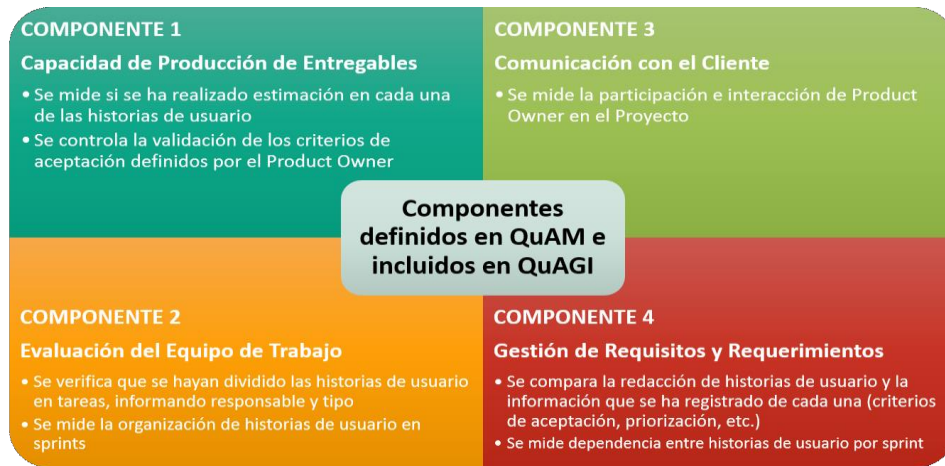 COMPONENTE 1
Capacidad de Producción de Entregables
• Se mide si se ha realizado estimación en cada una
de las historias de usuario
• Se controla la validación de los criterios de
aceptación definidos por el Product Owner
COMPONENTE 3
Comunicación con el Cliente
• Se mide la participación e interacción de Product
Owner en el Proyecto
Componentes
definidos en QuAM e
incluidos en QuAGI
COMPONENTE 2
Evaluación del Equipo de Trabajo
• Se verifica que se hayan dividido las historias de usuario
en tareas, informando responsable y tipo
• Se mide la organización de historias de usuario en
sprints
COMPONENTE 4
Gestión de Requisitos y Requerimientos
• Se compara la redacción de historias de usuario y la
información que se ha registrado de cada una (criterios
de aceptación, priorización, etc.)
• Se mide dependencia entre historias de usuario por sprint